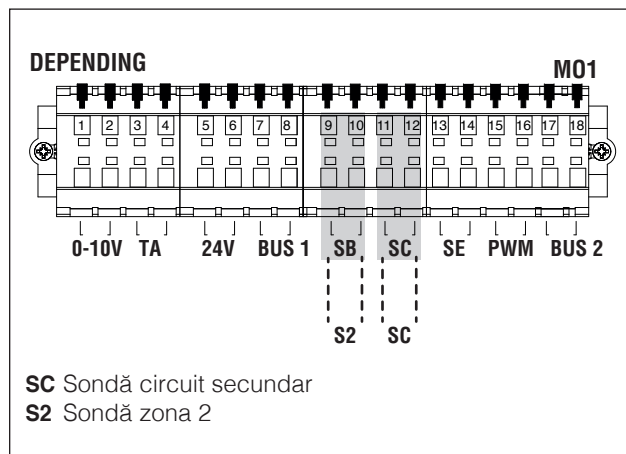 DEPENDING MO1
1 2 3 4 5 6 7 8 9 10 11 12 13 14 15 16 17 18
0-10V TA 24V BUS 1 SB SC SE PWM BUS 2
S2 SC
SC Sondă circuit secundar
S2 Sondă zona 2